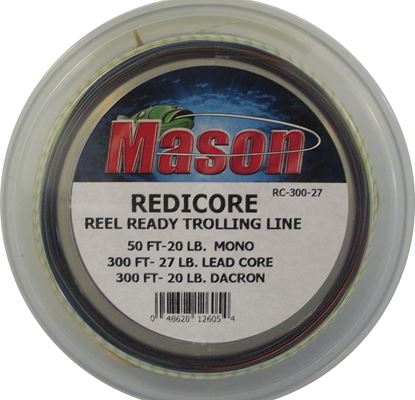 Mason
RC-300-27
REDICORE
REEL READY TROLLING LINE
50 FT-20 LB. MONO
300 FT- 27 LB. LEAD CORE
300 FT- 20 LB. DACRON
0 48628 12605 4